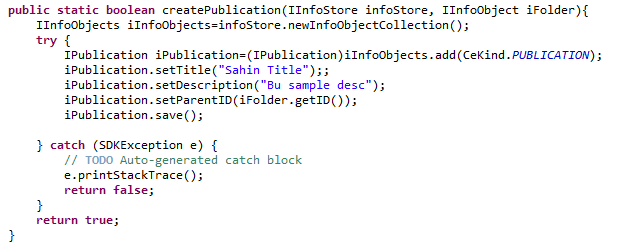 public static boolean createPublication(IInfoStore infoStore, IInfoObject iFolder){
    IInfoObjects iInfoObjects=infoStore.newInfoObjectCollection();
    try {
        IPublication iPublication=(IPublication)iInfoObjects.add(CeKind.PUBLICATION);
        iPublication.setTitle("Sahin Title");;
        iPublication.setDescription("Bu sample desc");
        iPublication.setParentID(iFolder.getID());
        iPublication.save();

    } catch (SDKException e) {
        // TODO Auto-generated catch block
        e.printStackTrace();
        return false;
    }
    return true;
}